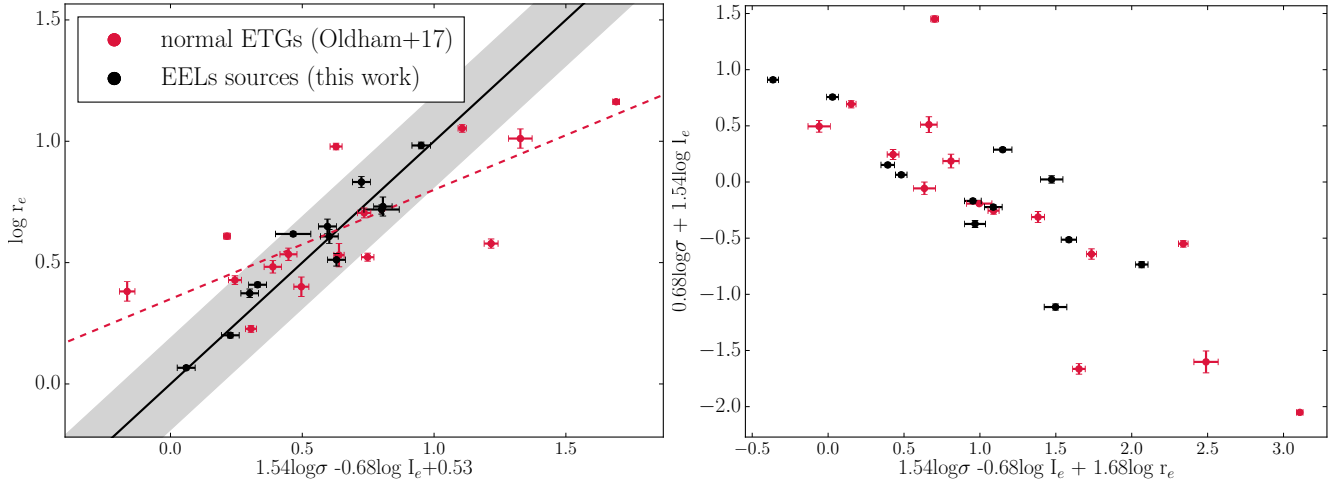 1.5
normal ETGs (Oldham+17)
EELs sources (this work)
1.0
0.5
0.0
log r_e
0.0 0.5 1.0 1.5
1.54logσ -0.68log I_e+0.53
1.5
1.0
0.5
0.0
−0.5
−1.0
−1.5
−2.0
0.68logσ + 1.54log I_e
−0.5 0.0 0.5 1.0 1.5 2.0 2.5 3.0
1.54logσ -0.68log I_e + 1.68log r_e